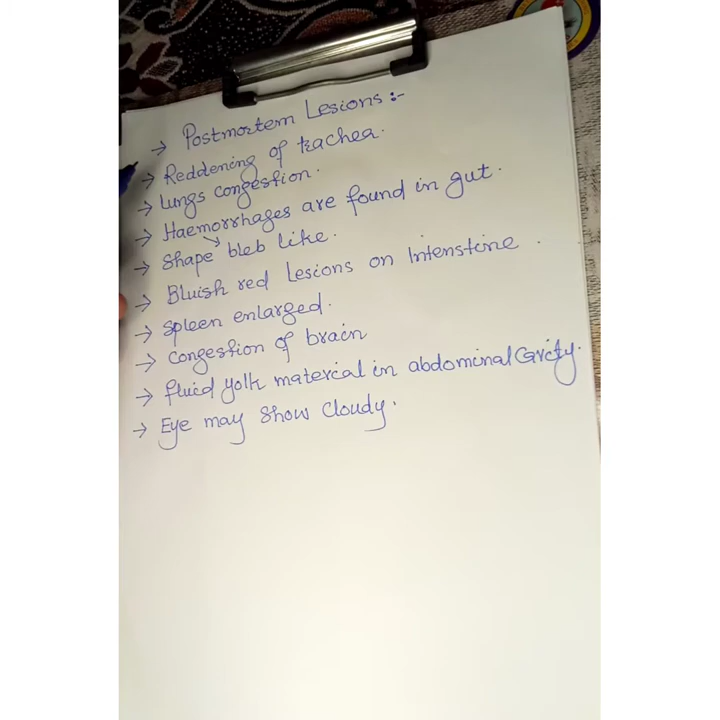 → Postmortem Lesions :-
→ Reddening of trachea.
→ Lungs congestion.
→ Haemorrhages are found in gut.
→ Shape → bleb like.
→ Bluish red Lesions on Intenstine.
→ Spleen enlarged.
→ Congestion of brain
→ fluid yolk material in abdominal Cavity.
→ Eye may Show Cloudy.